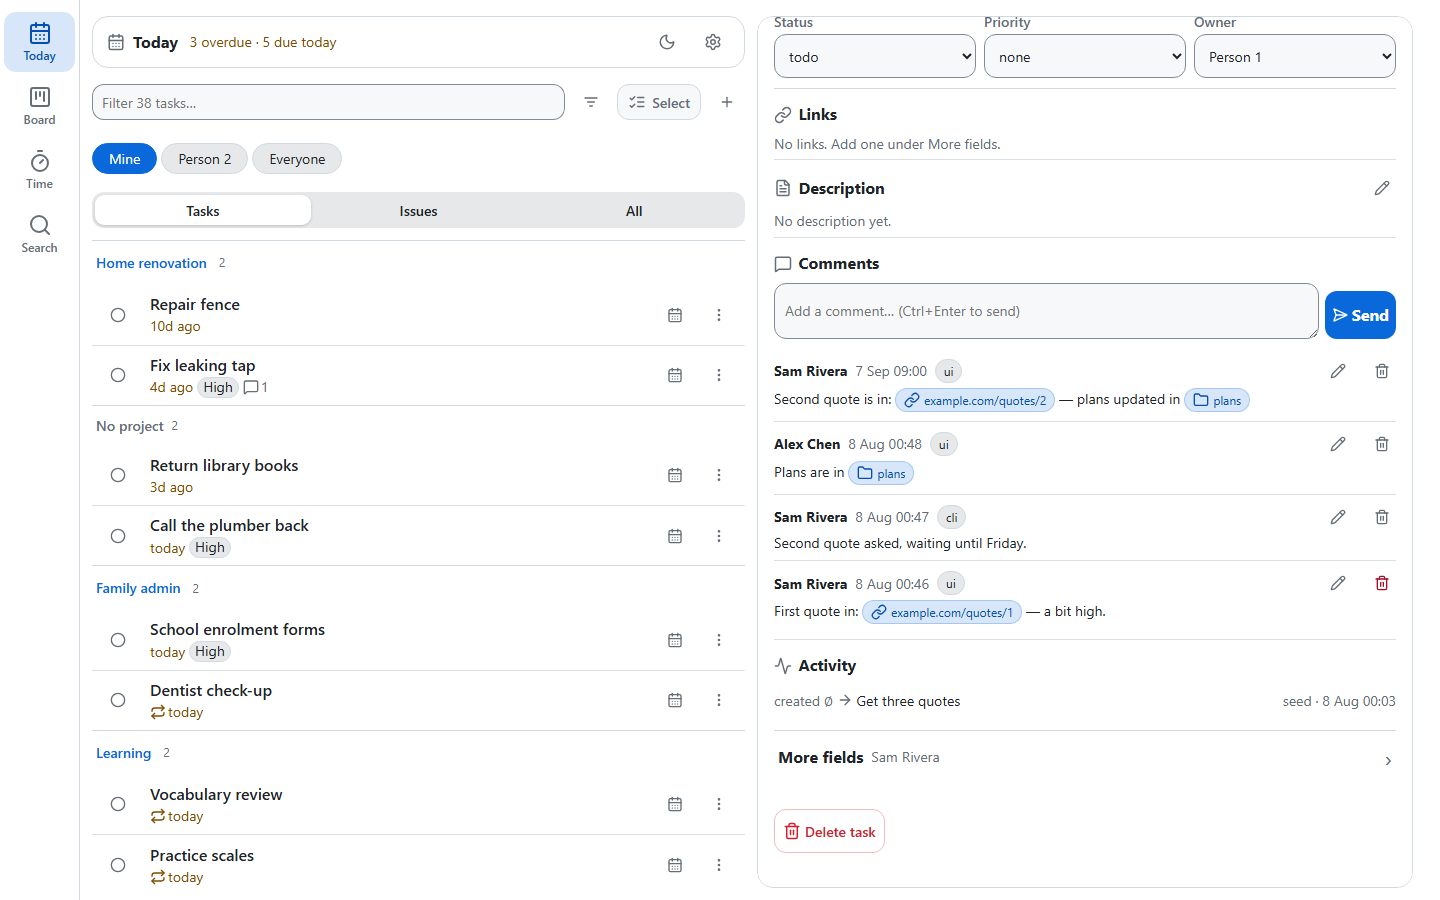 Today
Board
Time
Search
Today 3 overdue · 5 due today
Filter 38 tasks...
Select
Mine Person 2 Everyone
Tasks Issues All
Home renovation 2
Repair fence
10d ago
Fix leaking tap
4d ago High 1
No project 2
Return library books
3d ago
Call the plumber back
today High
Family admin 2
School enrolment forms
today High
Dentist check-up
today
Learning 2
Vocabulary review
today
Practice scales
today
Status Priority Owner
todo none Person 1
Links
No links. Add one under More fields.
Description
No description yet.
Comments
Add a comment... (Ctrl+Enter to send)
Send
Sam Rivera 7 Sep 09:00 ui
Second quote is in: example.com/quotes/2 — plans updated in plans
Alex Chen 8 Aug 00:48 ui
Plans are in plans
Sam Rivera 8 Aug 00:47 cli
Second quote asked, waiting until Friday.
Sam Rivera 8 Aug 00:46 ui
First quote in: example.com/quotes/1 — a bit high.
Activity
created ∅ → Get three quotes seed · 8 Aug 00:03
More fields Sam Rivera
Delete task